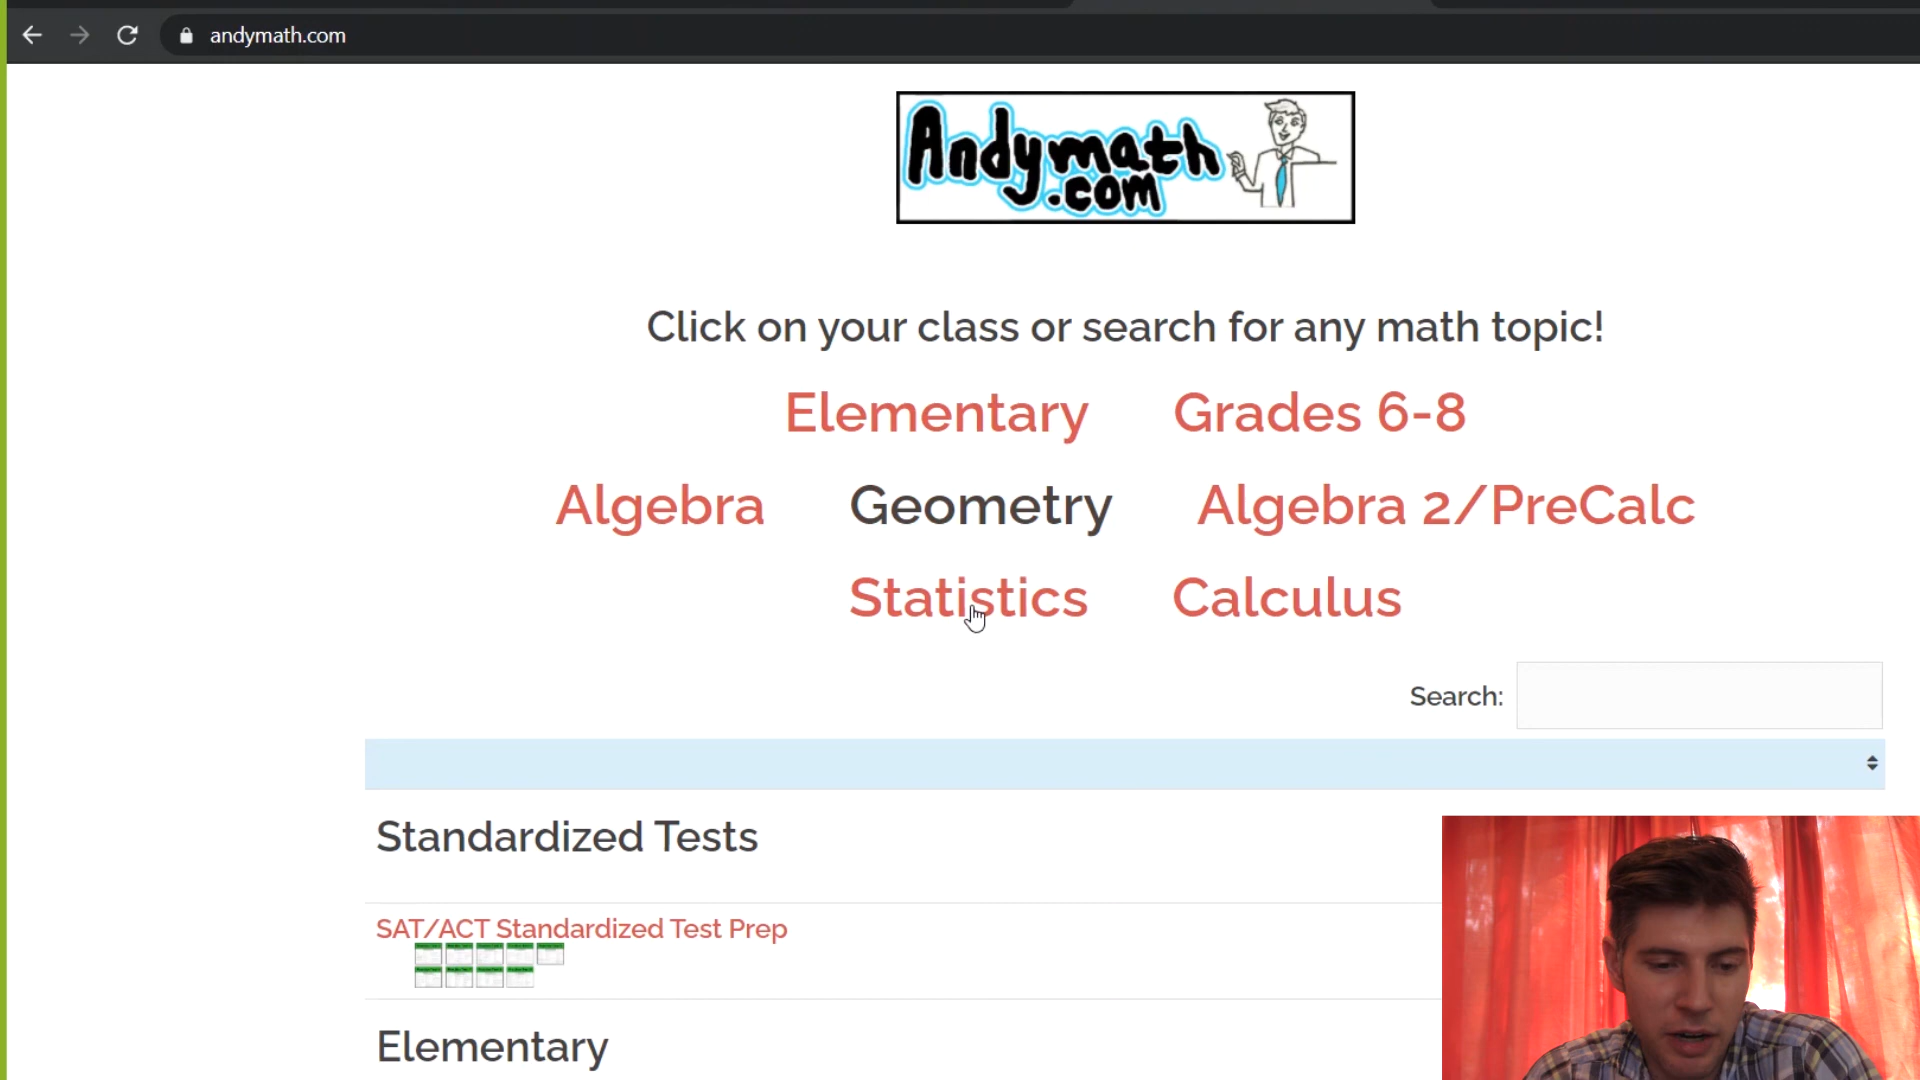 andymath.com
Andymath
.com
Click on your class or search for any math topic!
Elementary Grades 6-8
Algebra Geometry Algebra 2/PreCalc
Statistics Calculus
Search:
Standardized Tests
SAT/ACT Standardized Test Prep
Elementary